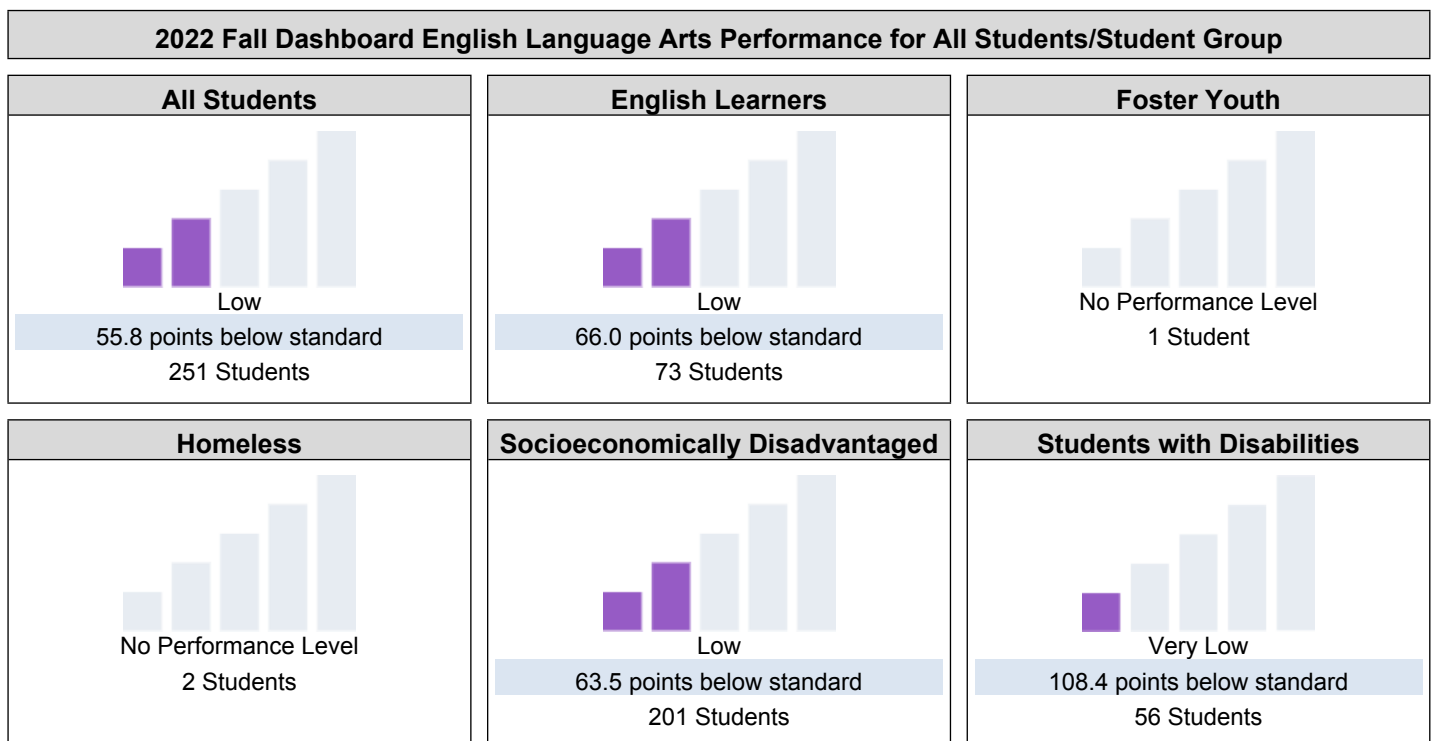 2022 Fall Dashboard English Language Arts Performance for All Students/Student Group
All Students
Low
55.8 points below standard
251 Students
English Learners
Low
66.0 points below standard
73 Students
Foster Youth
No Performance Level
1 Student
Homeless
No Performance Level
2 Students
Socioeconomically Disadvantaged
Low
63.5 points below standard
201 Students
Students with Disabilities
Very Low
108.4 points below standard
56 Students